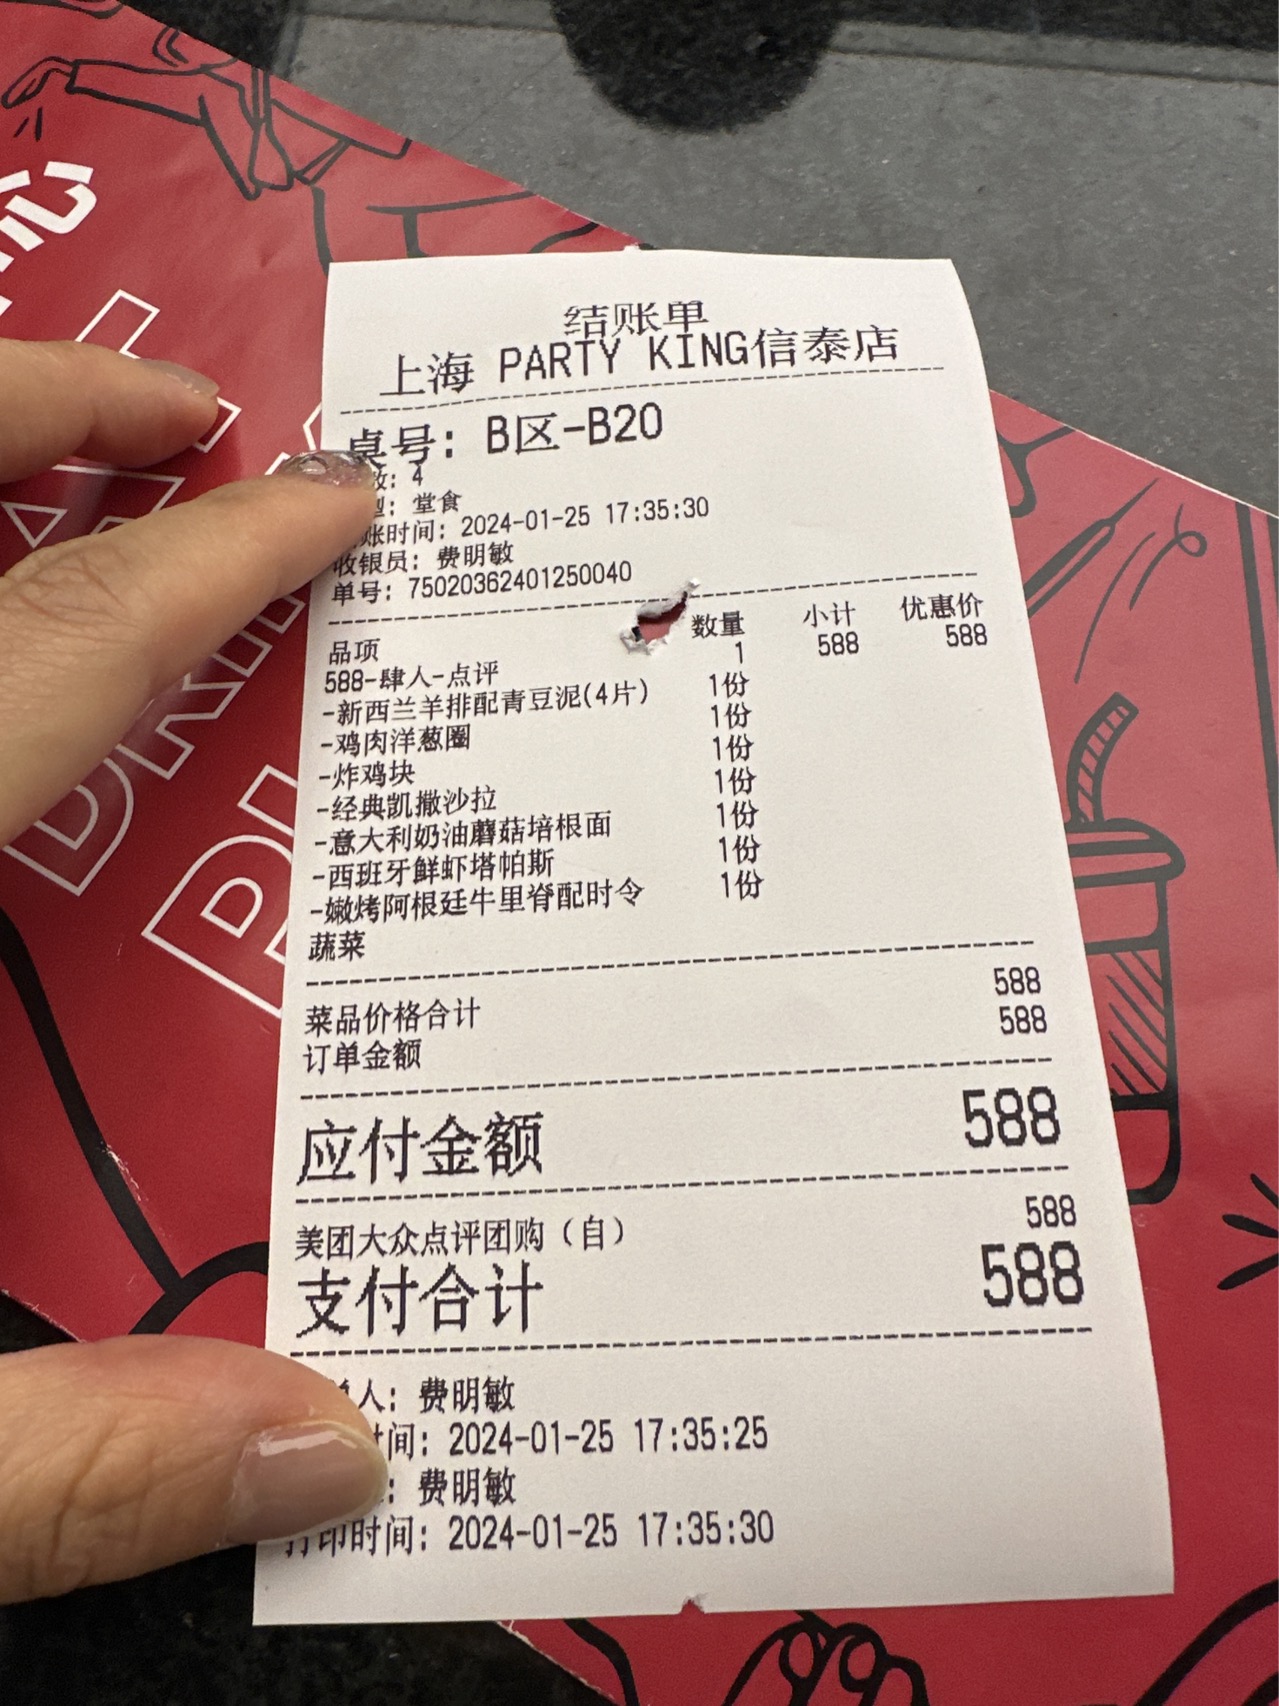 结账单
上海 PARTY KING信泰店
桌号: B区-B20
数: 4
型: 堂食
账时间: 2024-01-25 17:35:30
收银员: 费明敏
单号: 75020362401250040
品项 数量 小计 优惠价
588-肆人-点评 1 588 588
-新西兰羊排配青豆泥(4片) 1份
-鸡肉洋葱圈 1份
-炸鸡块 1份
-经典凯撒沙拉 1份
-意大利奶油蘑菇培根面 1份
-西班牙鲜虾塔帕斯 1份
-嫩烤阿根廷牛里脊配时令 1份
蔬菜
菜品价格合计 588
订单金额 588
应付金额 588
美团大众点评团购（自） 588
支付合计 588
单人: 费明敏
时间: 2024-01-25 17:35:25
: 费明敏
打印时间: 2024-01-25 17:35:30